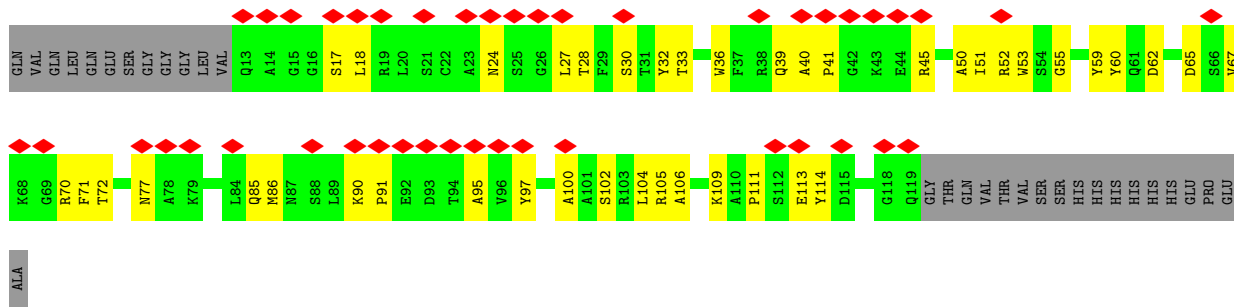 GLN VAL GLN LEU GLN GLU SER GLY GLY GLY LEU VAL Q13 A14 G15 G16 S17 L18 R19 L20 S21 C22 A23 N24 S25 G26 L27 T28 F29 S30 T31 Y32 T33 W36 F37 R38 Q39 A40 P41 G42 K43 E44 R45 A50 I51 R52 W53 S54 G55 Y59 Y60 Q61 D62 D65 S66 V67
K68 G69 R70 F71 T72 N77 A78 K79 L84 Q85 M86 N87 S88 L89 K90 P91 E92 D93 T94 A95 V96 Y97 A100 A101 S102 R103 L104 R105 A106 K109 A110 P111 S112 E113 Y114 D115 G118 Q119 GLY THR GLN VAL THR VAL SER SER HIS HIS HIS HIS HIS HIS GLU PRO GLU
ALA